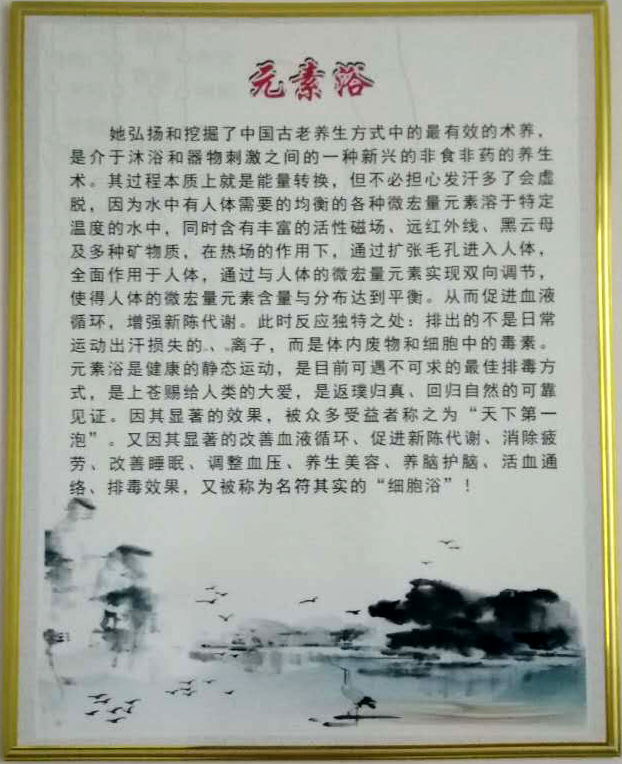 元素浴
她弘扬和挖掘了中国古老养生方式中的最有效的术养，
是介于沐浴和器物刺激之间的一种新兴的非食非药的养生
术。其过程本质上就是能量转换，但不必担心发汗多了会虚
脱，因为水中有人体需要的均衡的各种微宏量元素溶于特定
温度的水中，同时含有丰富的活性磁场、远红外线、黑云母
及多种矿物质，在热场的作用下，通过扩张毛孔进入人体，
全面作用于人体，通过与人体的微宏量元素实现双向调节，
使得人体的微宏量元素含量与分布达到平衡。从而促进血液
循环，增强新陈代谢。此时反应独特之处：排出的不是日常
运动出汗损失的、、离子，而是体内废物和细胞中的毒素。
元素浴是健康的静态运动，是目前可遇不可求的最佳排毒方
式，是上苍赐给人类的大爱，是返璞归真、回归自然的可靠
见证。因其显著的效果，被众多受益者称之为“天下第一
泡”。又因其显著的改善血液循环、促进新陈代谢、消除疲
劳、改善睡眠、调整血压、养生美容、养脑护脑、活血通
络、排毒效果，又被称为名符其实的“细胞浴”！